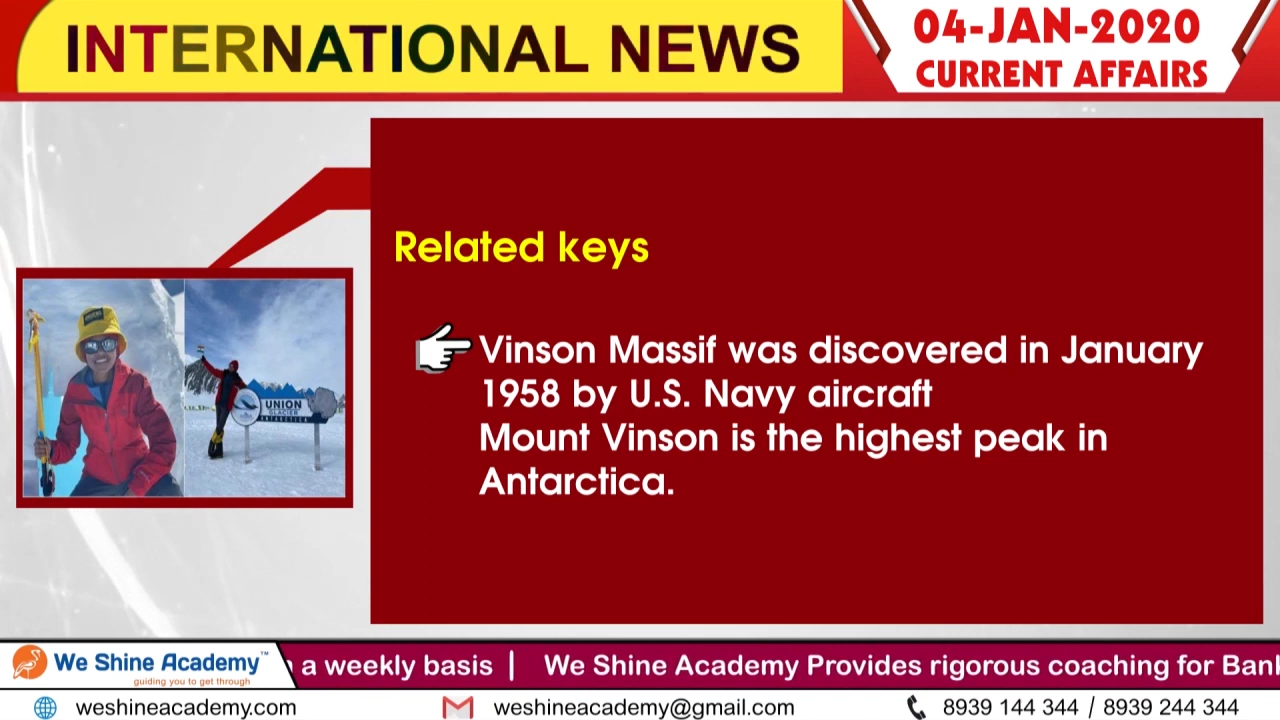 INTERNATIONAL NEWS
04-JAN-2020
CURRENT AFFAIRS
Related keys
Vinson Massif was discovered in January
1958 by U.S. Navy aircraft
Mount Vinson is the highest peak in
Antarctica.
UNION
GLACIER
ANTARCTICA
We Shine Academy™
guiding you to get through
a weekly basis | We Shine Academy Provides rigorous coaching for Bank
weshineacademy.com
weshineacademy@gmail.com
8939 144 344 / 8939 244 344